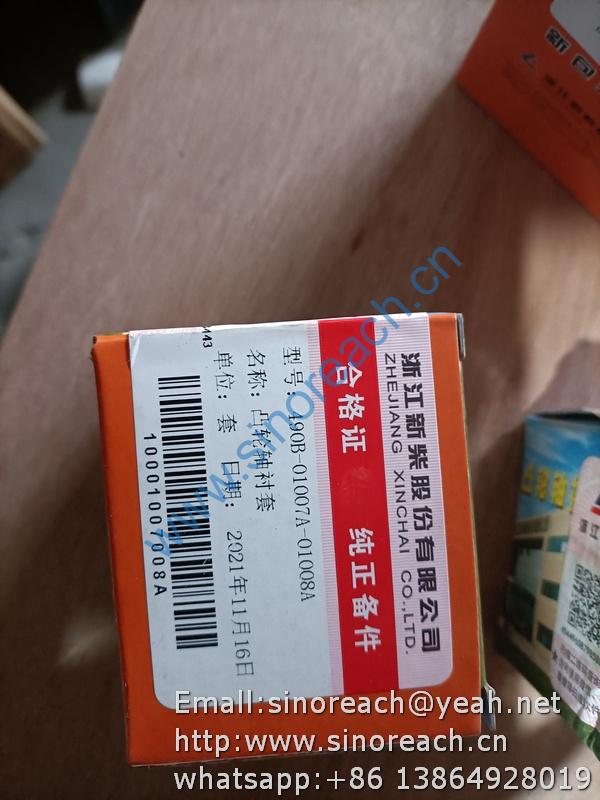 浙江新柴股份有限公司
ZHEJIANG XINCHAI CO.,LTD.
合格证 纯正备件
型号: 490B-01007A-01008A
名称: 凸轮轴衬套
单位: 套 日期: 2021年11月16日
www.sinoreach.cn
Email:sinoreach@yeah.net
http:www.sinoreach.cn
whatsapp:+86 13864928019